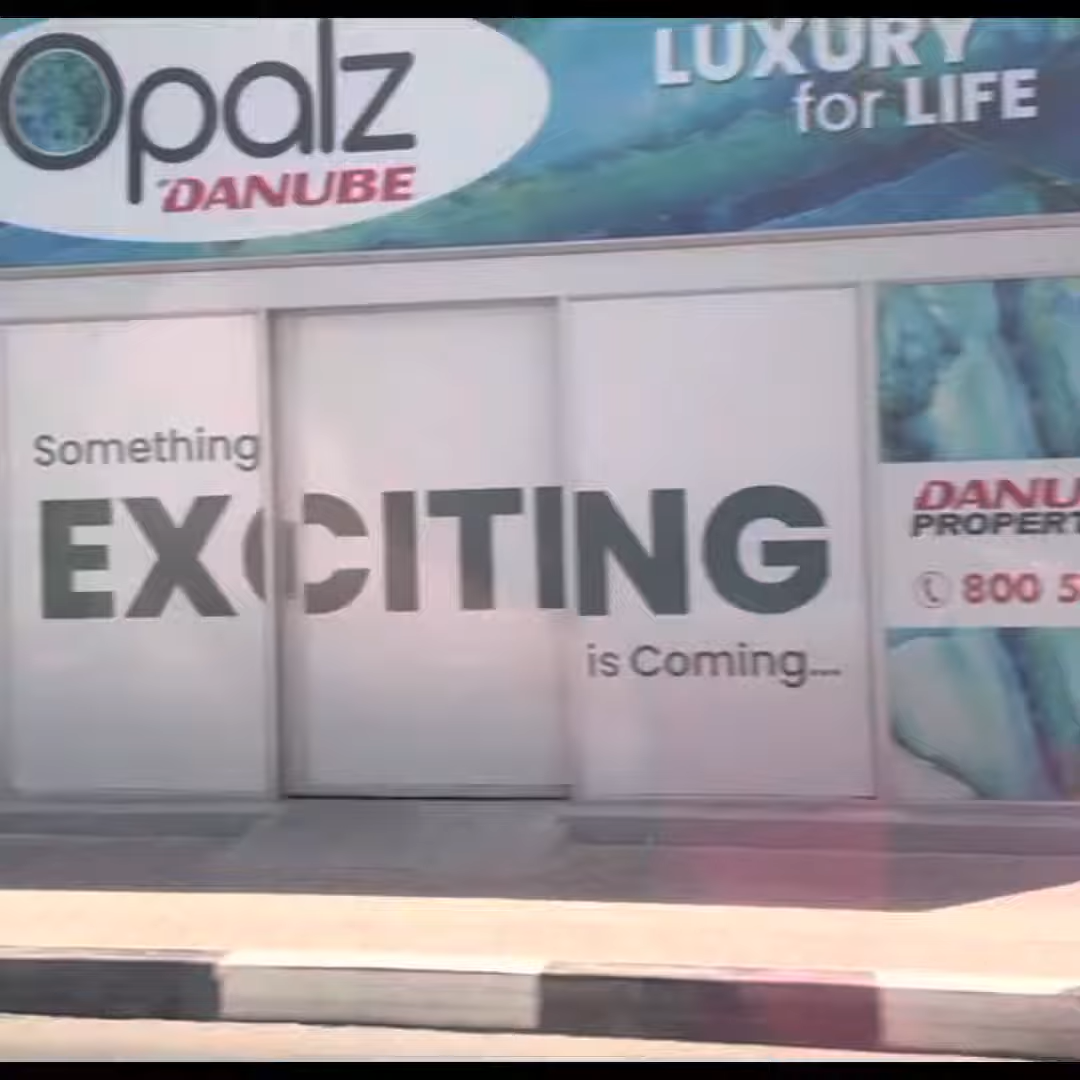 Opalz
DANUBE
LUXURY
for LIFE
Something
EXCITING
is Coming...
DANU
PROPERT
800 5